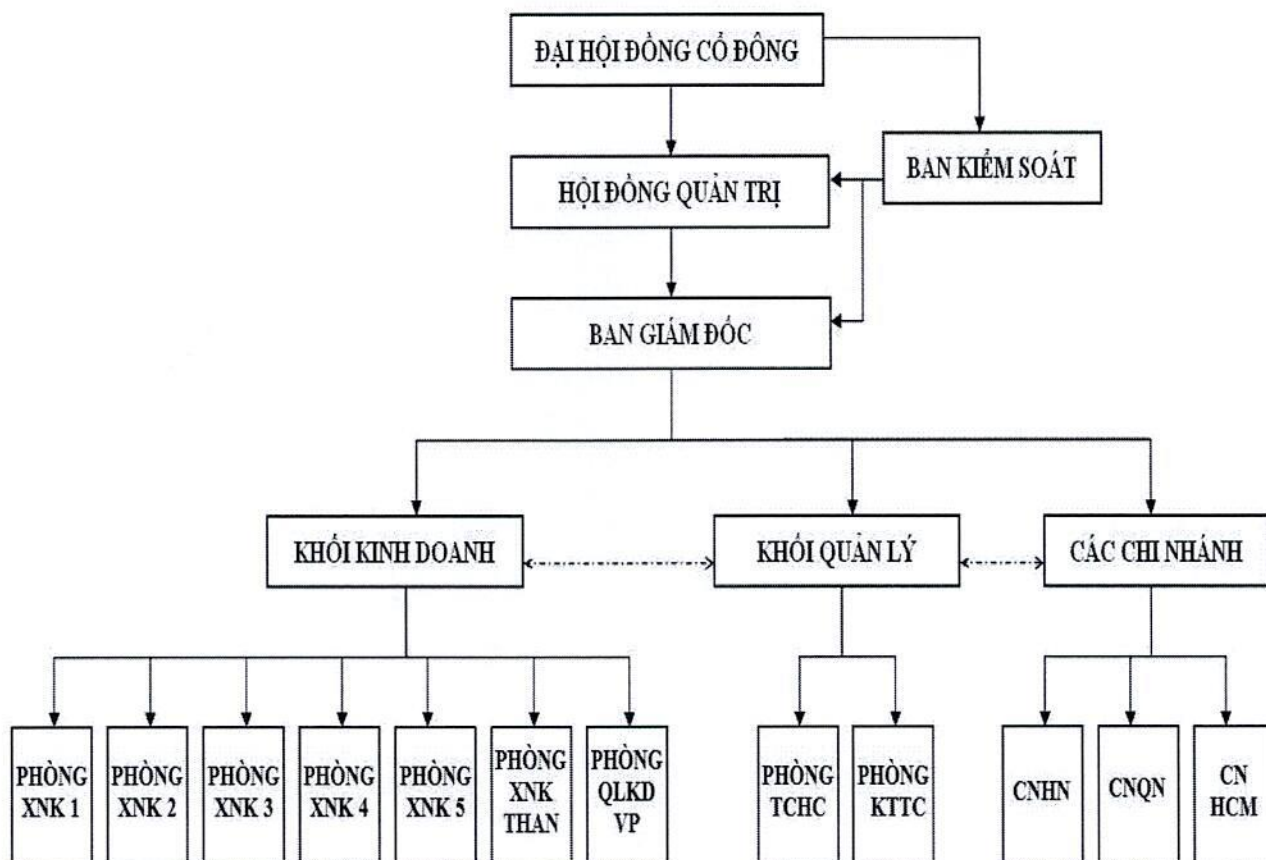 ĐẠI HỘI ĐỒNG CỔ ĐÔNG
BAN KIỂM SOÁT
HỘI ĐỒNG QUẢN TRỊ
BAN GIÁM ĐỐC
KHỐI KINH DOANH
KHỐI QUẢN LÝ
CÁC CHI NHÁNH
PHÒNG
XNK 1
PHÒNG
XNK 2
PHÒNG
XNK 3
PHÒNG
XNK 4
PHÒNG
XNK 5
PHÒNG
XNK
THAN
PHÒNG
QLKD
VP
PHÒNG
TCHC
PHÒNG
KTTC
CNHN
CNQN
CN
HCM